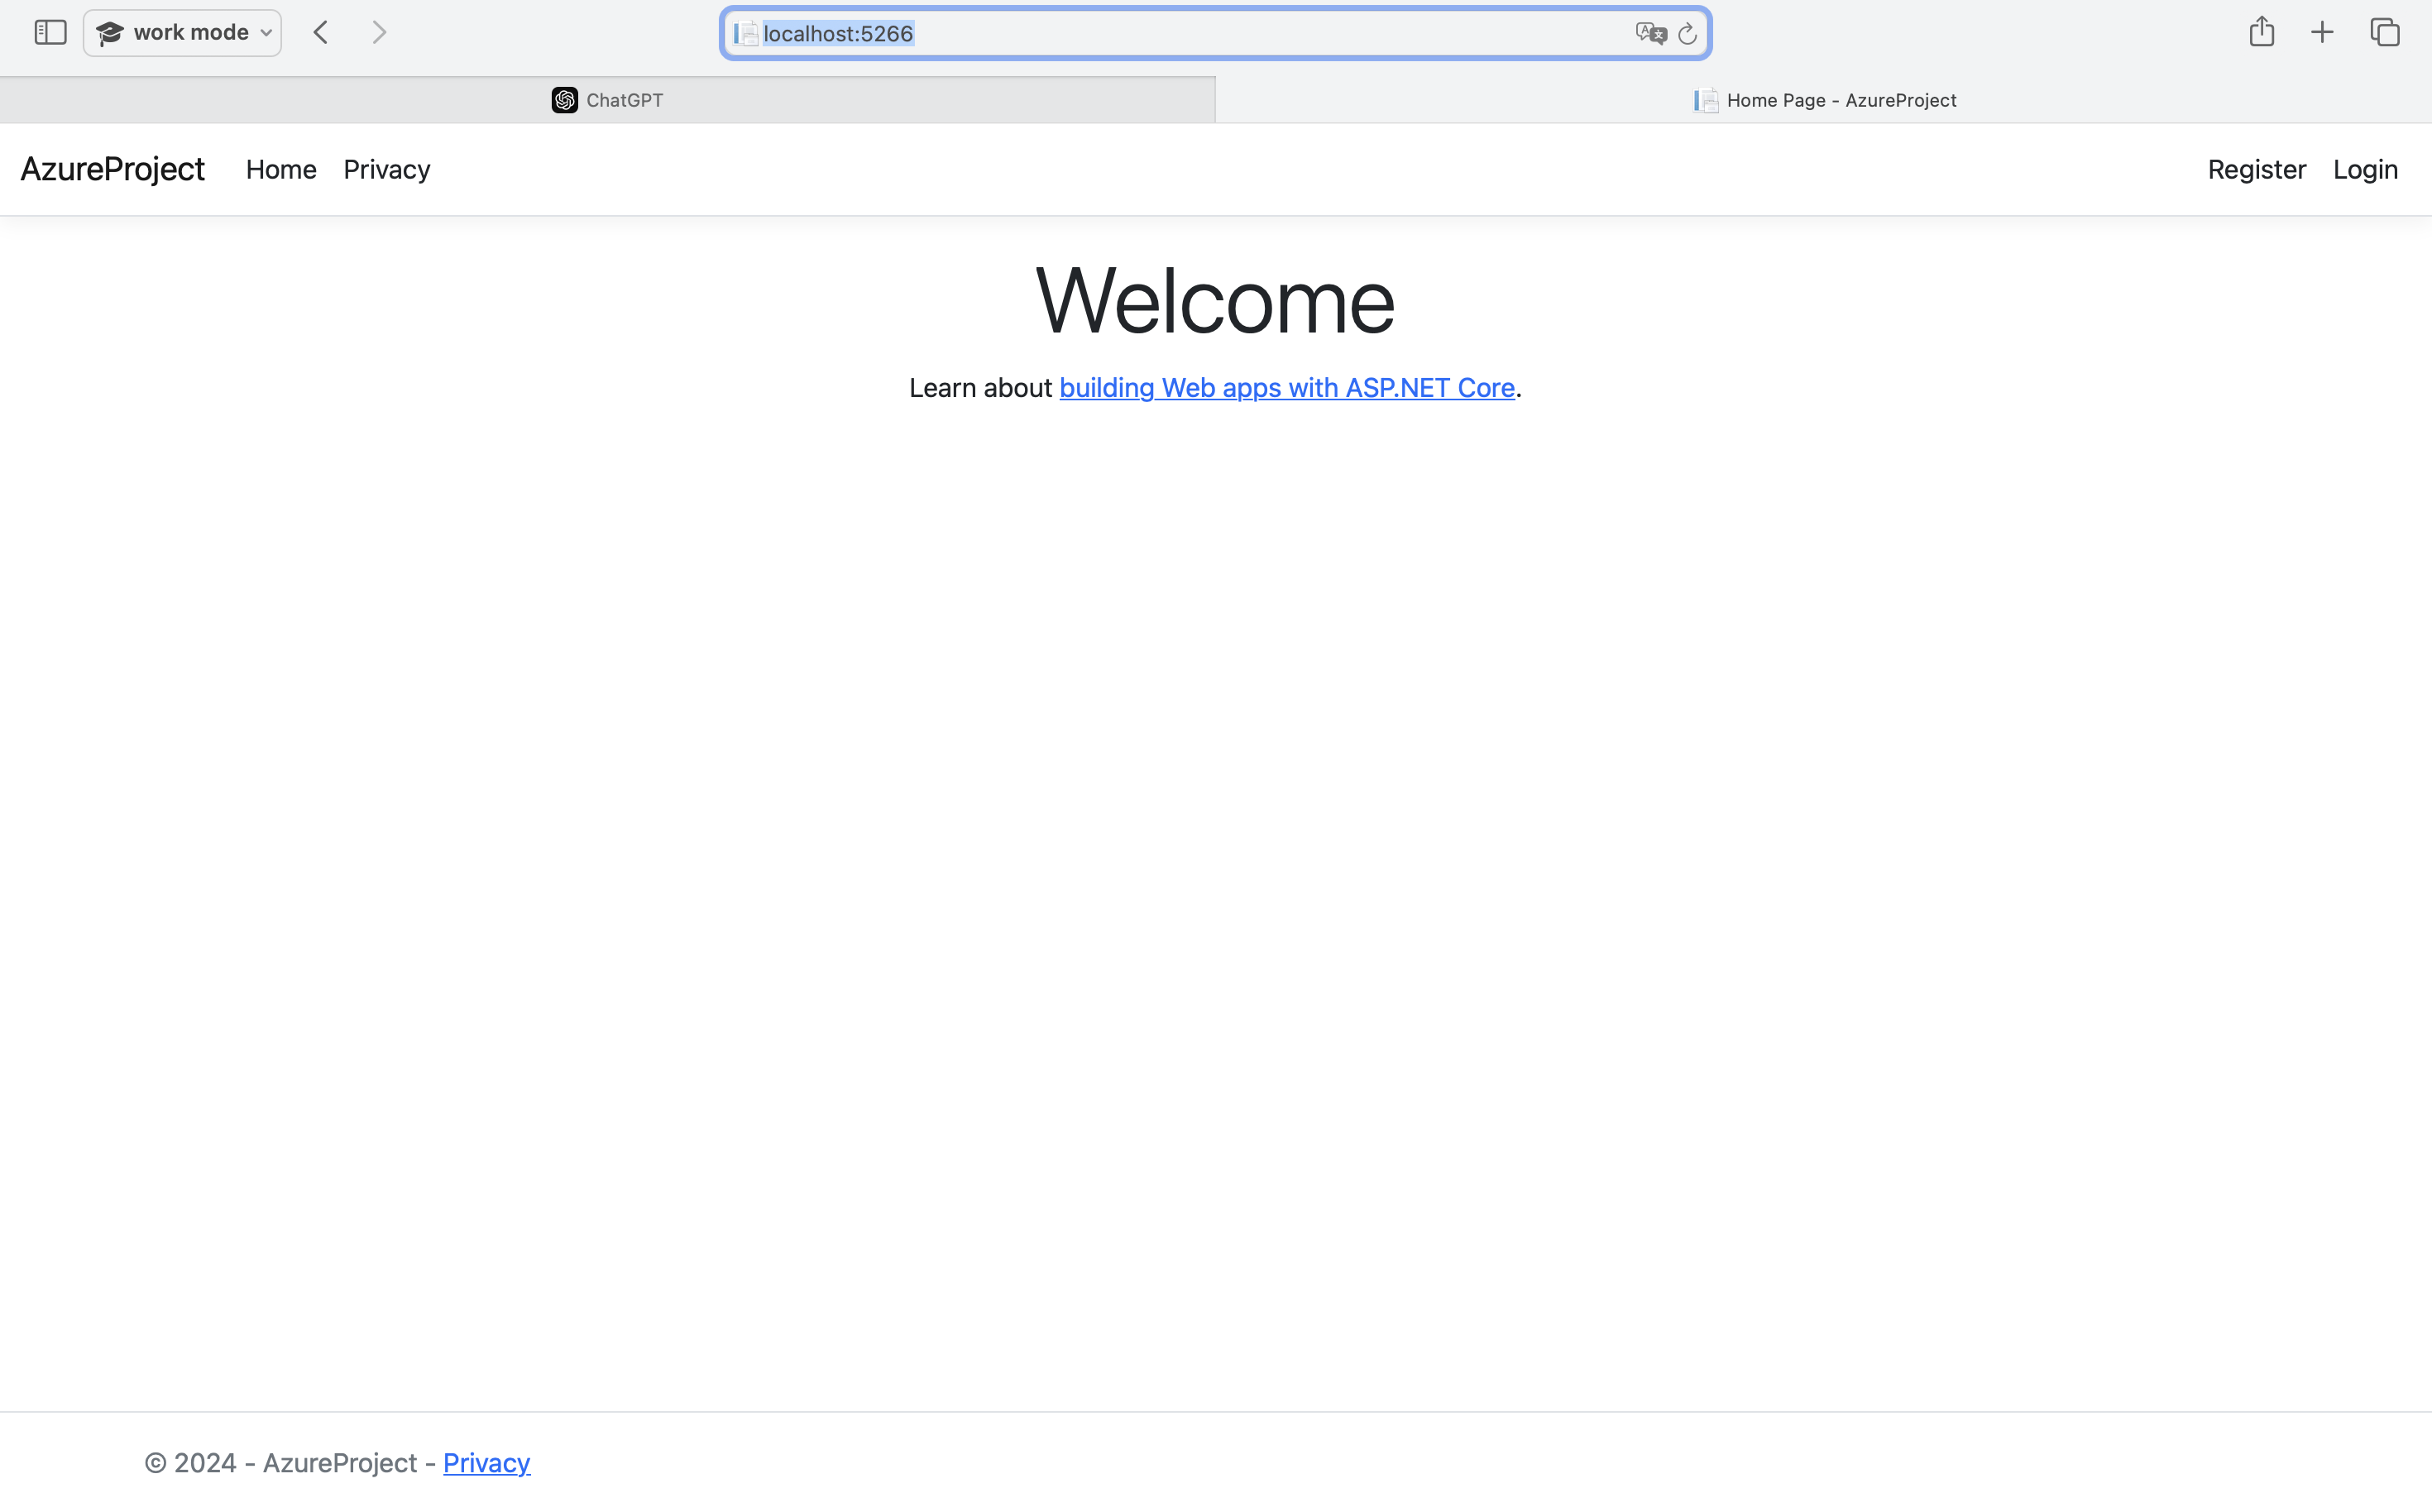 work mode
localhost:5266
ChatGPT
Home Page - AzureProject
AzureProject Home Privacy Register Login
Welcome
Learn about building Web apps with ASP.NET Core.
© 2024 - AzureProject - Privacy